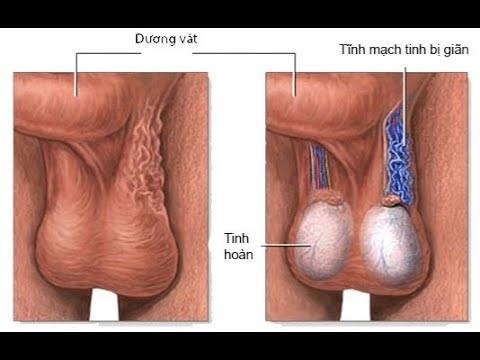 Dương vật
Tĩnh mạch tinh bị giãn
Tinh
hoàn